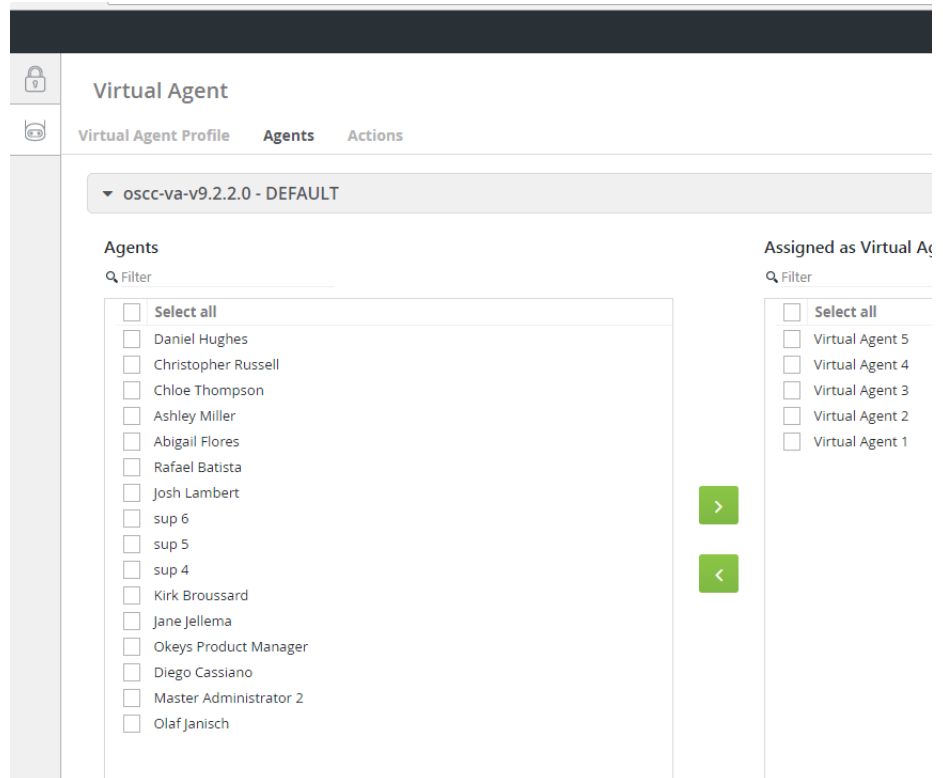 Virtual Agent
Virtual Agent Profile Agents Actions
oscc-va-v9.2.2.0 - DEFAULT
Agents
Filter
Select all
Daniel Hughes
Christopher Russell
Chloe Thompson
Ashley Miller
Abigail Flores
Rafael Batista
Josh Lambert
sup 6
sup 5
sup 4
Kirk Broussard
Jane Jellema
Okeys Product Manager
Diego Cassiano
Master Administrator 2
Olaf Janisch
Assigned as Virtual Ag
Filter
Select all
Virtual Agent 5
Virtual Agent 4
Virtual Agent 3
Virtual Agent 2
Virtual Agent 1